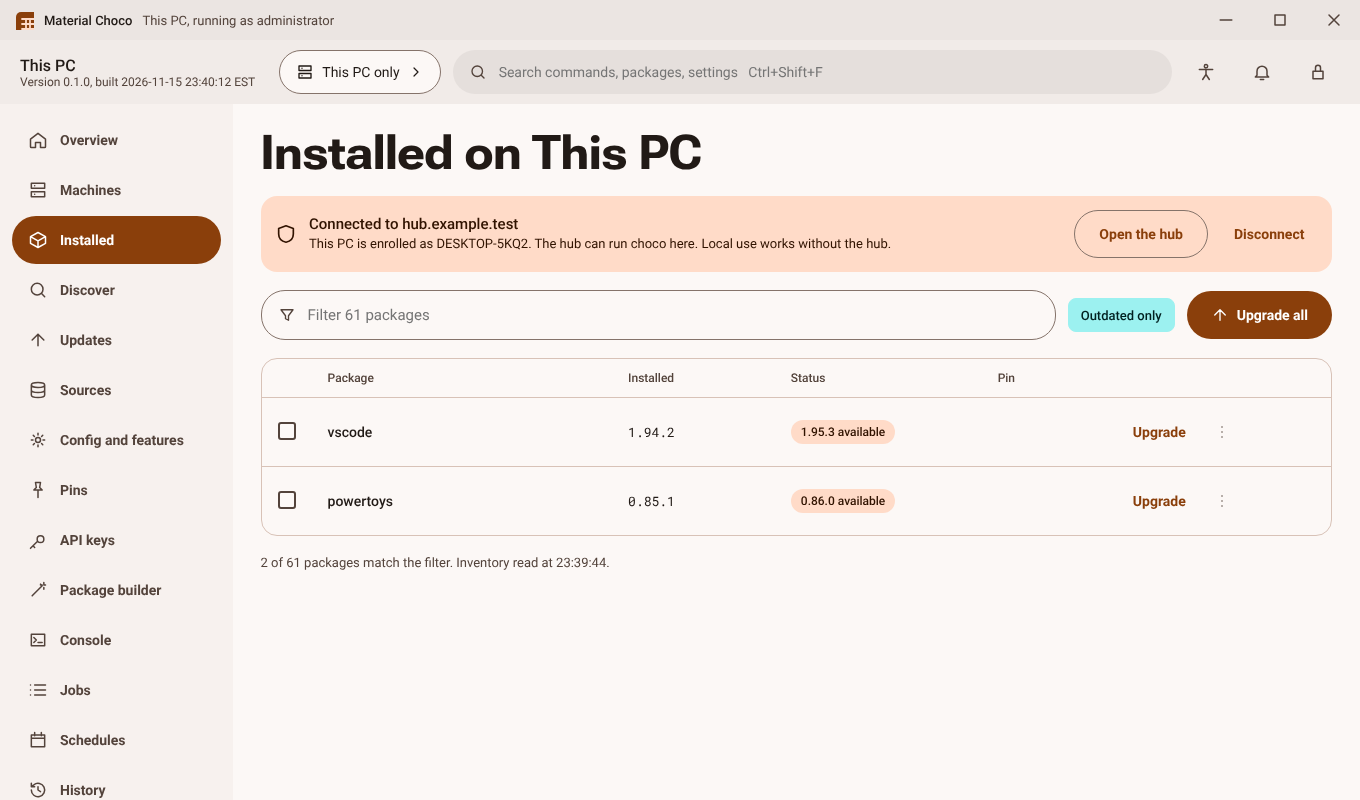 Material Choco This PC, running as administrator
This PC
Version 0.1.0, built 2026-11-15 23:40:12 EST
This PC only
Search commands, packages, settings Ctrl+Shift+F
Overview
Machines
Installed
Discover
Updates
Sources
Config and features
Pins
API keys
Package builder
Console
Jobs
Schedules
History
Installed on This PC
Connected to hub.example.test
This PC is enrolled as DESKTOP-5KQ2. The hub can run choco here. Local use works without the hub.
Open the hub
Disconnect
Filter 61 packages
Outdated only
Upgrade all
Package Installed Status Pin
vscode 1.94.2 1.95.3 available Upgrade
powertoys 0.85.1 0.86.0 available Upgrade
2 of 61 packages match the filter. Inventory read at 23:39:44.